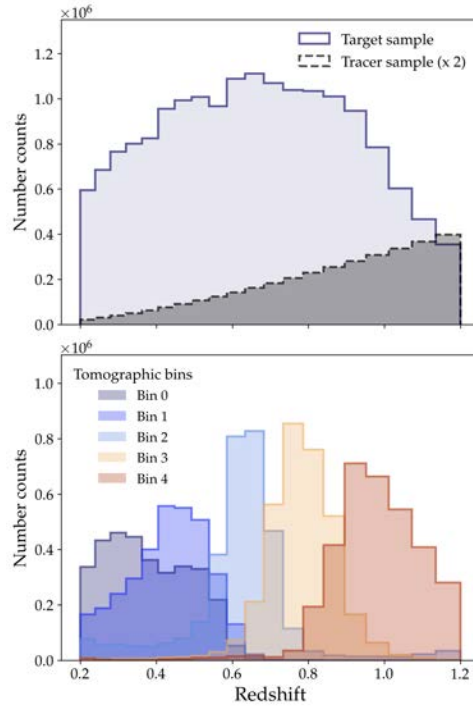 ×10⁶
1.2
1.0
0.8
0.6
0.4
0.2
0.0
Number counts
Target sample
Tracer sample (x 2)
×10⁶
1.0
0.8
0.6
0.4
0.2
0.0
Number counts
Tomographic bins
Bin 0
Bin 1
Bin 2
Bin 3
Bin 4
0.2 0.4 0.6 0.8 1.0 1.2
Redshift